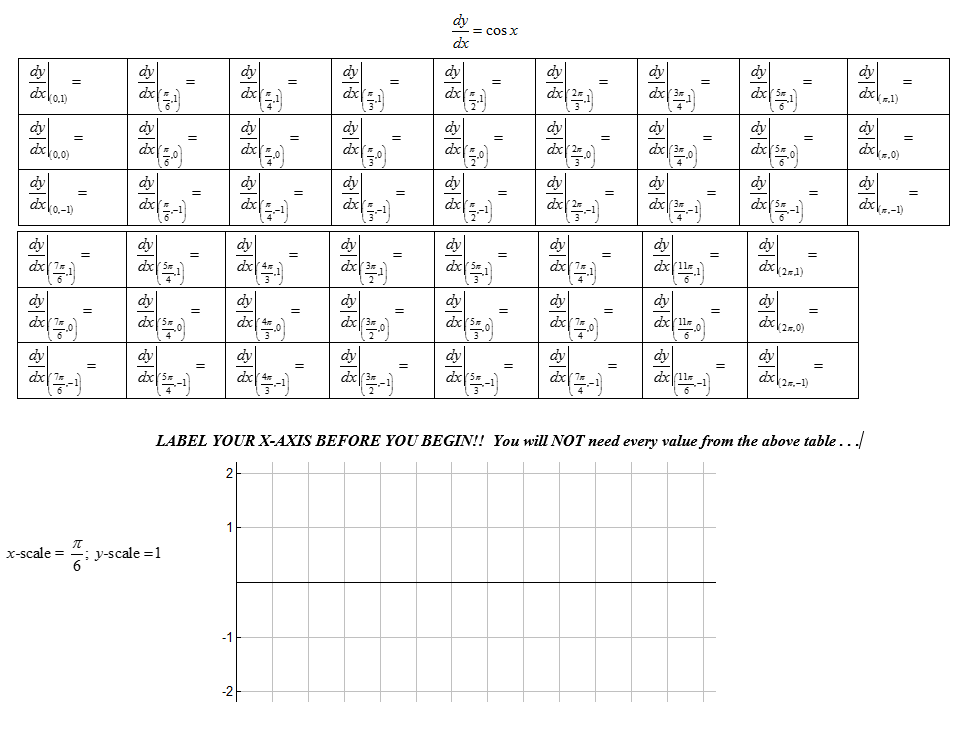 dy/dx = cos x
dy/dx|(0,1) = dy/dx|(π/6,1) = dy/dx|(π/4,1) = dy/dx|(π/3,1) = dy/dx|(π/2,1) = dy/dx|(2π/3,1) = dy/dx|(3π/4,1) = dy/dx|(5π/6,1) = dy/dx|(π,1) =
dy/dx|(0,0) = dy/dx|(π/6,0) = dy/dx|(π/4,0) = dy/dx|(π/3,0) = dy/dx|(π/2,0) = dy/dx|(2π/3,0) = dy/dx|(3π/4,0) = dy/dx|(5π/6,0) = dy/dx|(π,0) =
dy/dx|(0,−1) = dy/dx|(π/6,−1) = dy/dx|(π/4,−1) = dy/dx|(π/3,−1) = dy/dx|(π/2,−1) = dy/dx|(2π/3,−1) = dy/dx|(3π/4,−1) = dy/dx|(5π/6,−1) = dy/dx|(π,−1) =
dy/dx|(7π/6,1) = dy/dx|(5π/4,1) = dy/dx|(4π/3,1) = dy/dx|(3π/2,1) = dy/dx|(5π/3,1) = dy/dx|(7π/4,1) = dy/dx|(11π/6,1) = dy/dx|(2π,1) =
dy/dx|(7π/6,0) = dy/dx|(5π/4,0) = dy/dx|(4π/3,0) = dy/dx|(3π/2,0) = dy/dx|(5π/3,0) = dy/dx|(7π/4,0) = dy/dx|(11π/6,0) = dy/dx|(2π,0) =
dy/dx|(7π/6,−1) = dy/dx|(5π/4,−1) = dy/dx|(4π/3,−1) = dy/dx|(3π/2,−1) = dy/dx|(5π/3,−1) = dy/dx|(7π/4,−1) = dy/dx|(11π/6,−1) = dy/dx|(2π,−1) =
LABEL YOUR X-AXIS BEFORE YOU BEGIN!! You will NOT need every value from the above table . . .
2
1
x-scale = π/6; y-scale =1
-1
-2